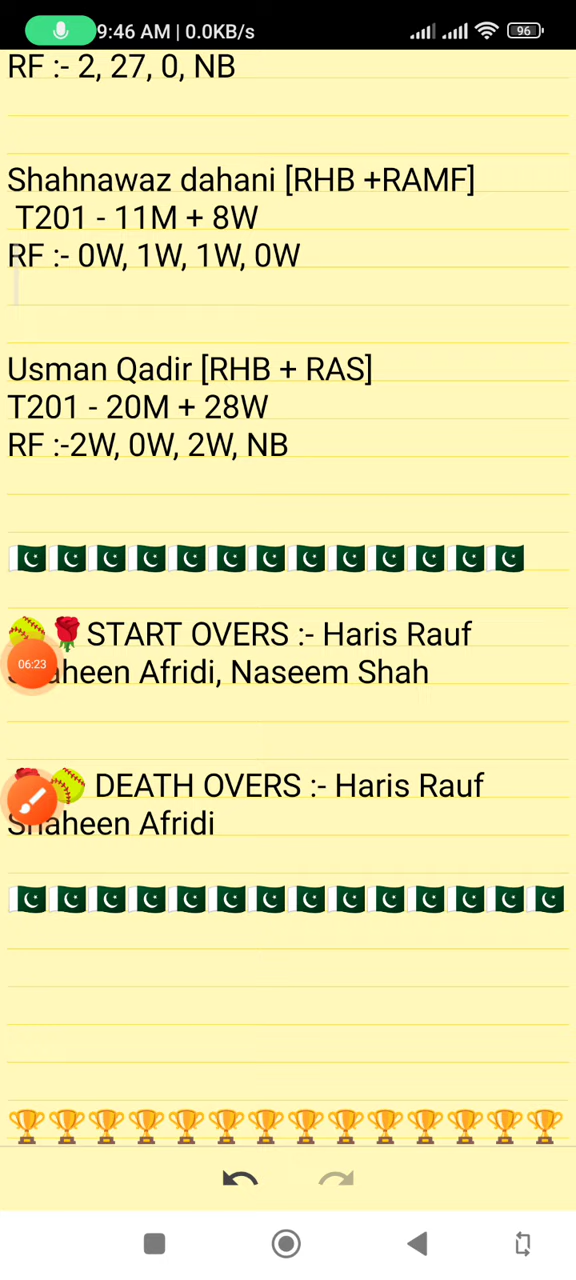 9:46 AM | 0.0KB/s
96
RF :- 2, 27, 0, NB
Shahnawaz dahani [RHB +RAMF]
T201 - 11M + 8W
RF :- 0W, 1W, 1W, 0W
Usman Qadir [RHB + RAS]
T201 - 20M + 28W
RF :-2W, 0W, 2W, NB
START OVERS :- Haris Rauf
Shaheen Afridi, Naseem Shah
06:23
DEATH OVERS :- Haris Rauf
Shaheen Afridi